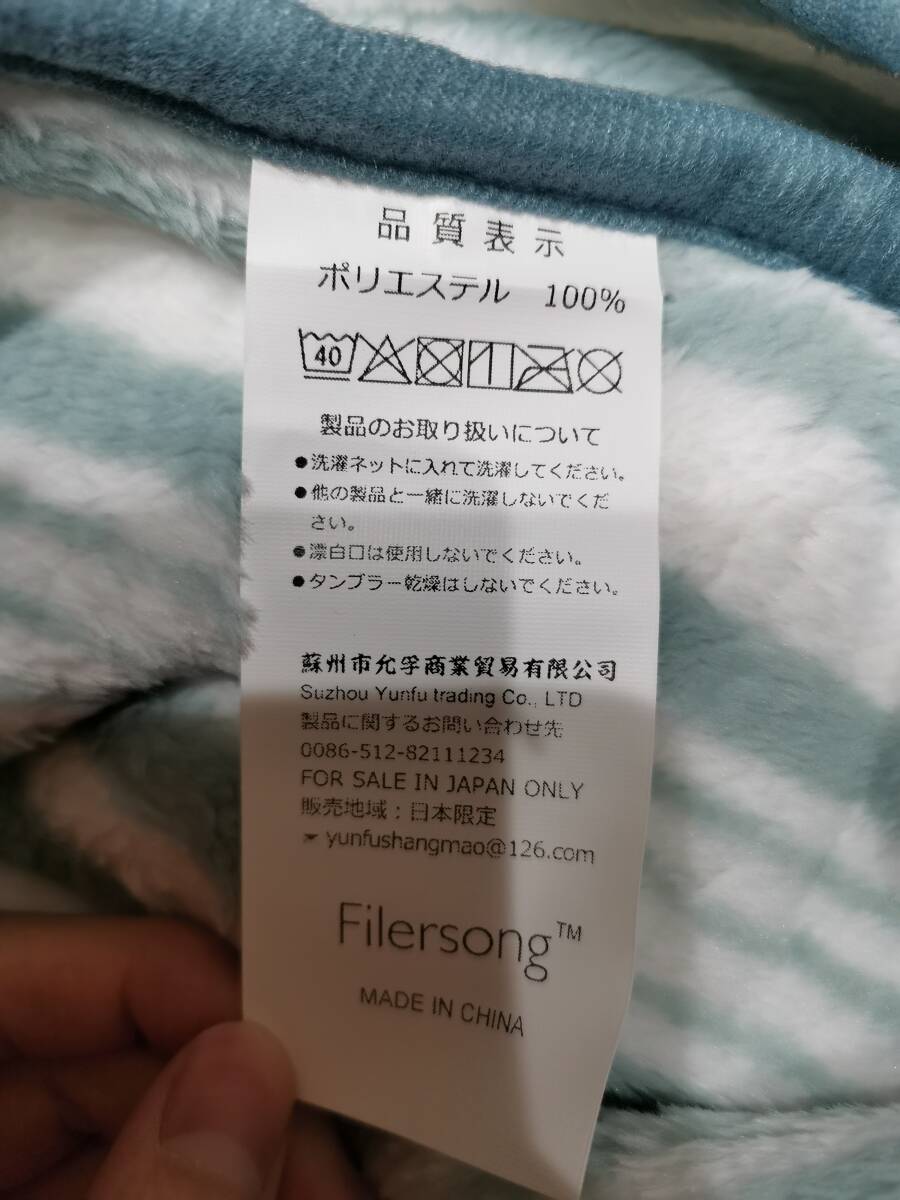 品質表示
ポリエステル 100%
40
製品のお取り扱いについて
●洗濯ネットに入れて洗濯してください。
●他の製品と一緒に洗濯しないでくだ
さい。
●漂白口は使用しないでください。
●タンブラー乾燥はしないでください。
蘇州市允孚商業貿易有限公司
Suzhou Yunfu trading Co., LTD
製品に関するお問い合わせ先
0086-512-82111234
FOR SALE IN JAPAN ONLY
販売地域：日本限定
yunfushangmao@126.com
Filersong™
MADE IN CHINA